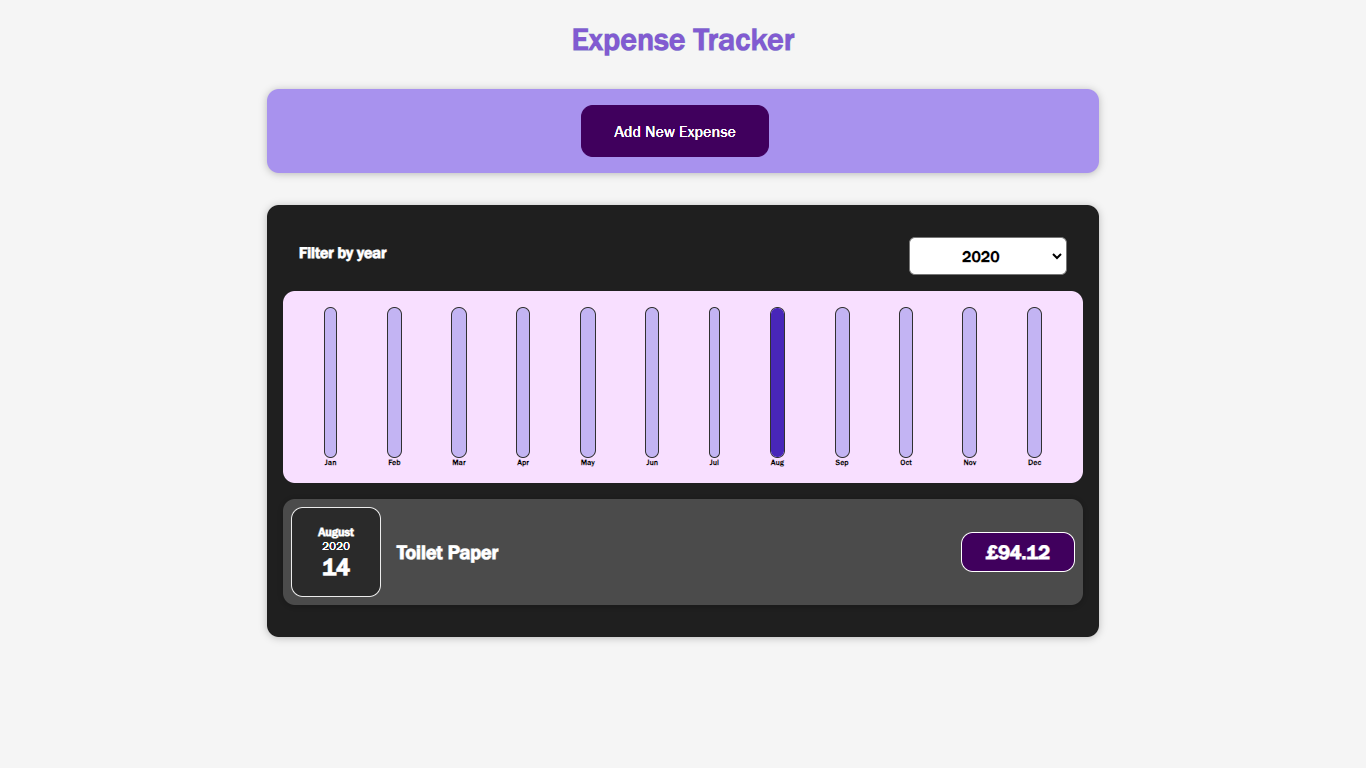 Expense Tracker
Add New Expense
Filter by year
2020
Jan Feb Mar Apr May Jun Jul Aug Sep Oct Nov Dec
August
2020
14
Toilet Paper
£94.12